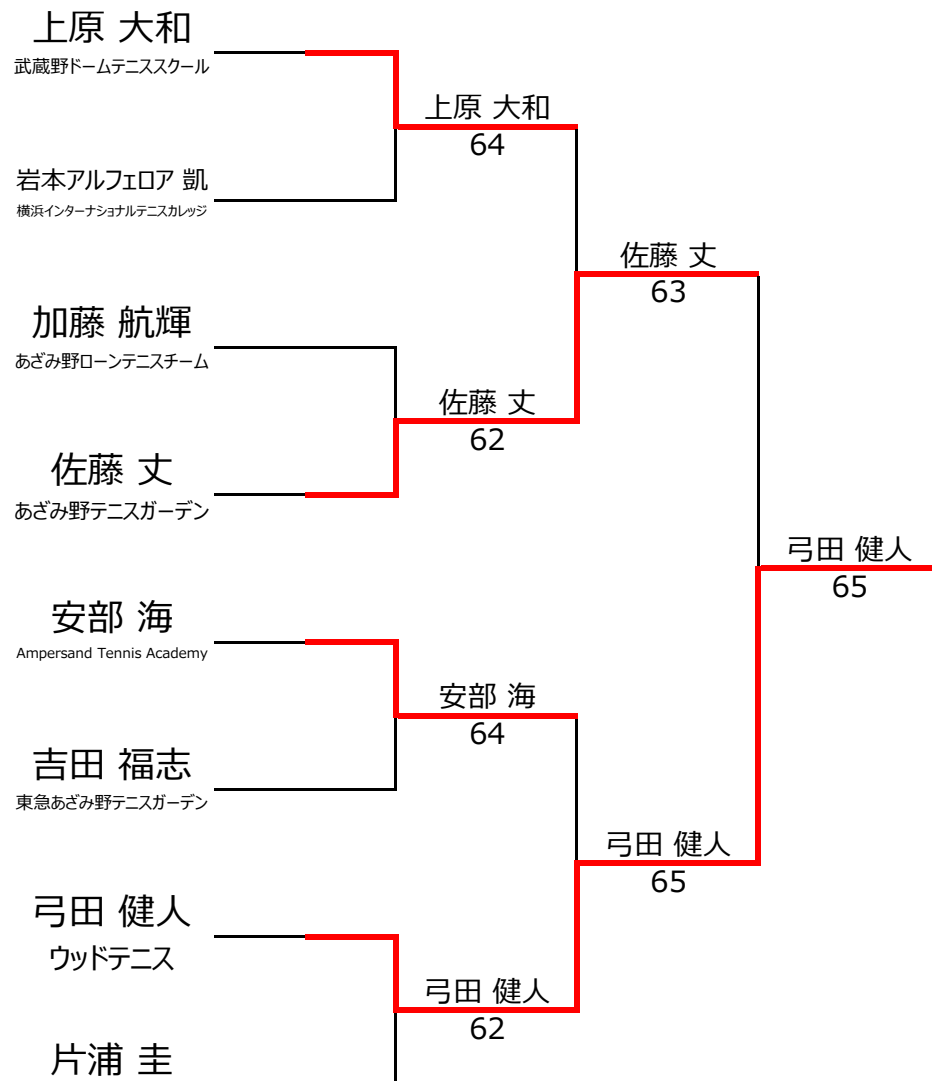 上原 大和
武蔵野ドームテニススクール
上原 大和
64
岩本アルフェロア 凱
横浜インターナショナルテニスカレッジ
佐藤 丈
63
加藤 航輝
あざみ野ローンテニスチーム
佐藤 丈
62
佐藤 丈
あざみ野テニスガーデン
弓田 健人
65
安部 海
Ampersand Tennis Academy
安部 海
64
吉田 福志
東急あざみ野テニスガーデン
弓田 健人
65
弓田 健人
ウッドテニス
弓田 健人
62
片浦 圭